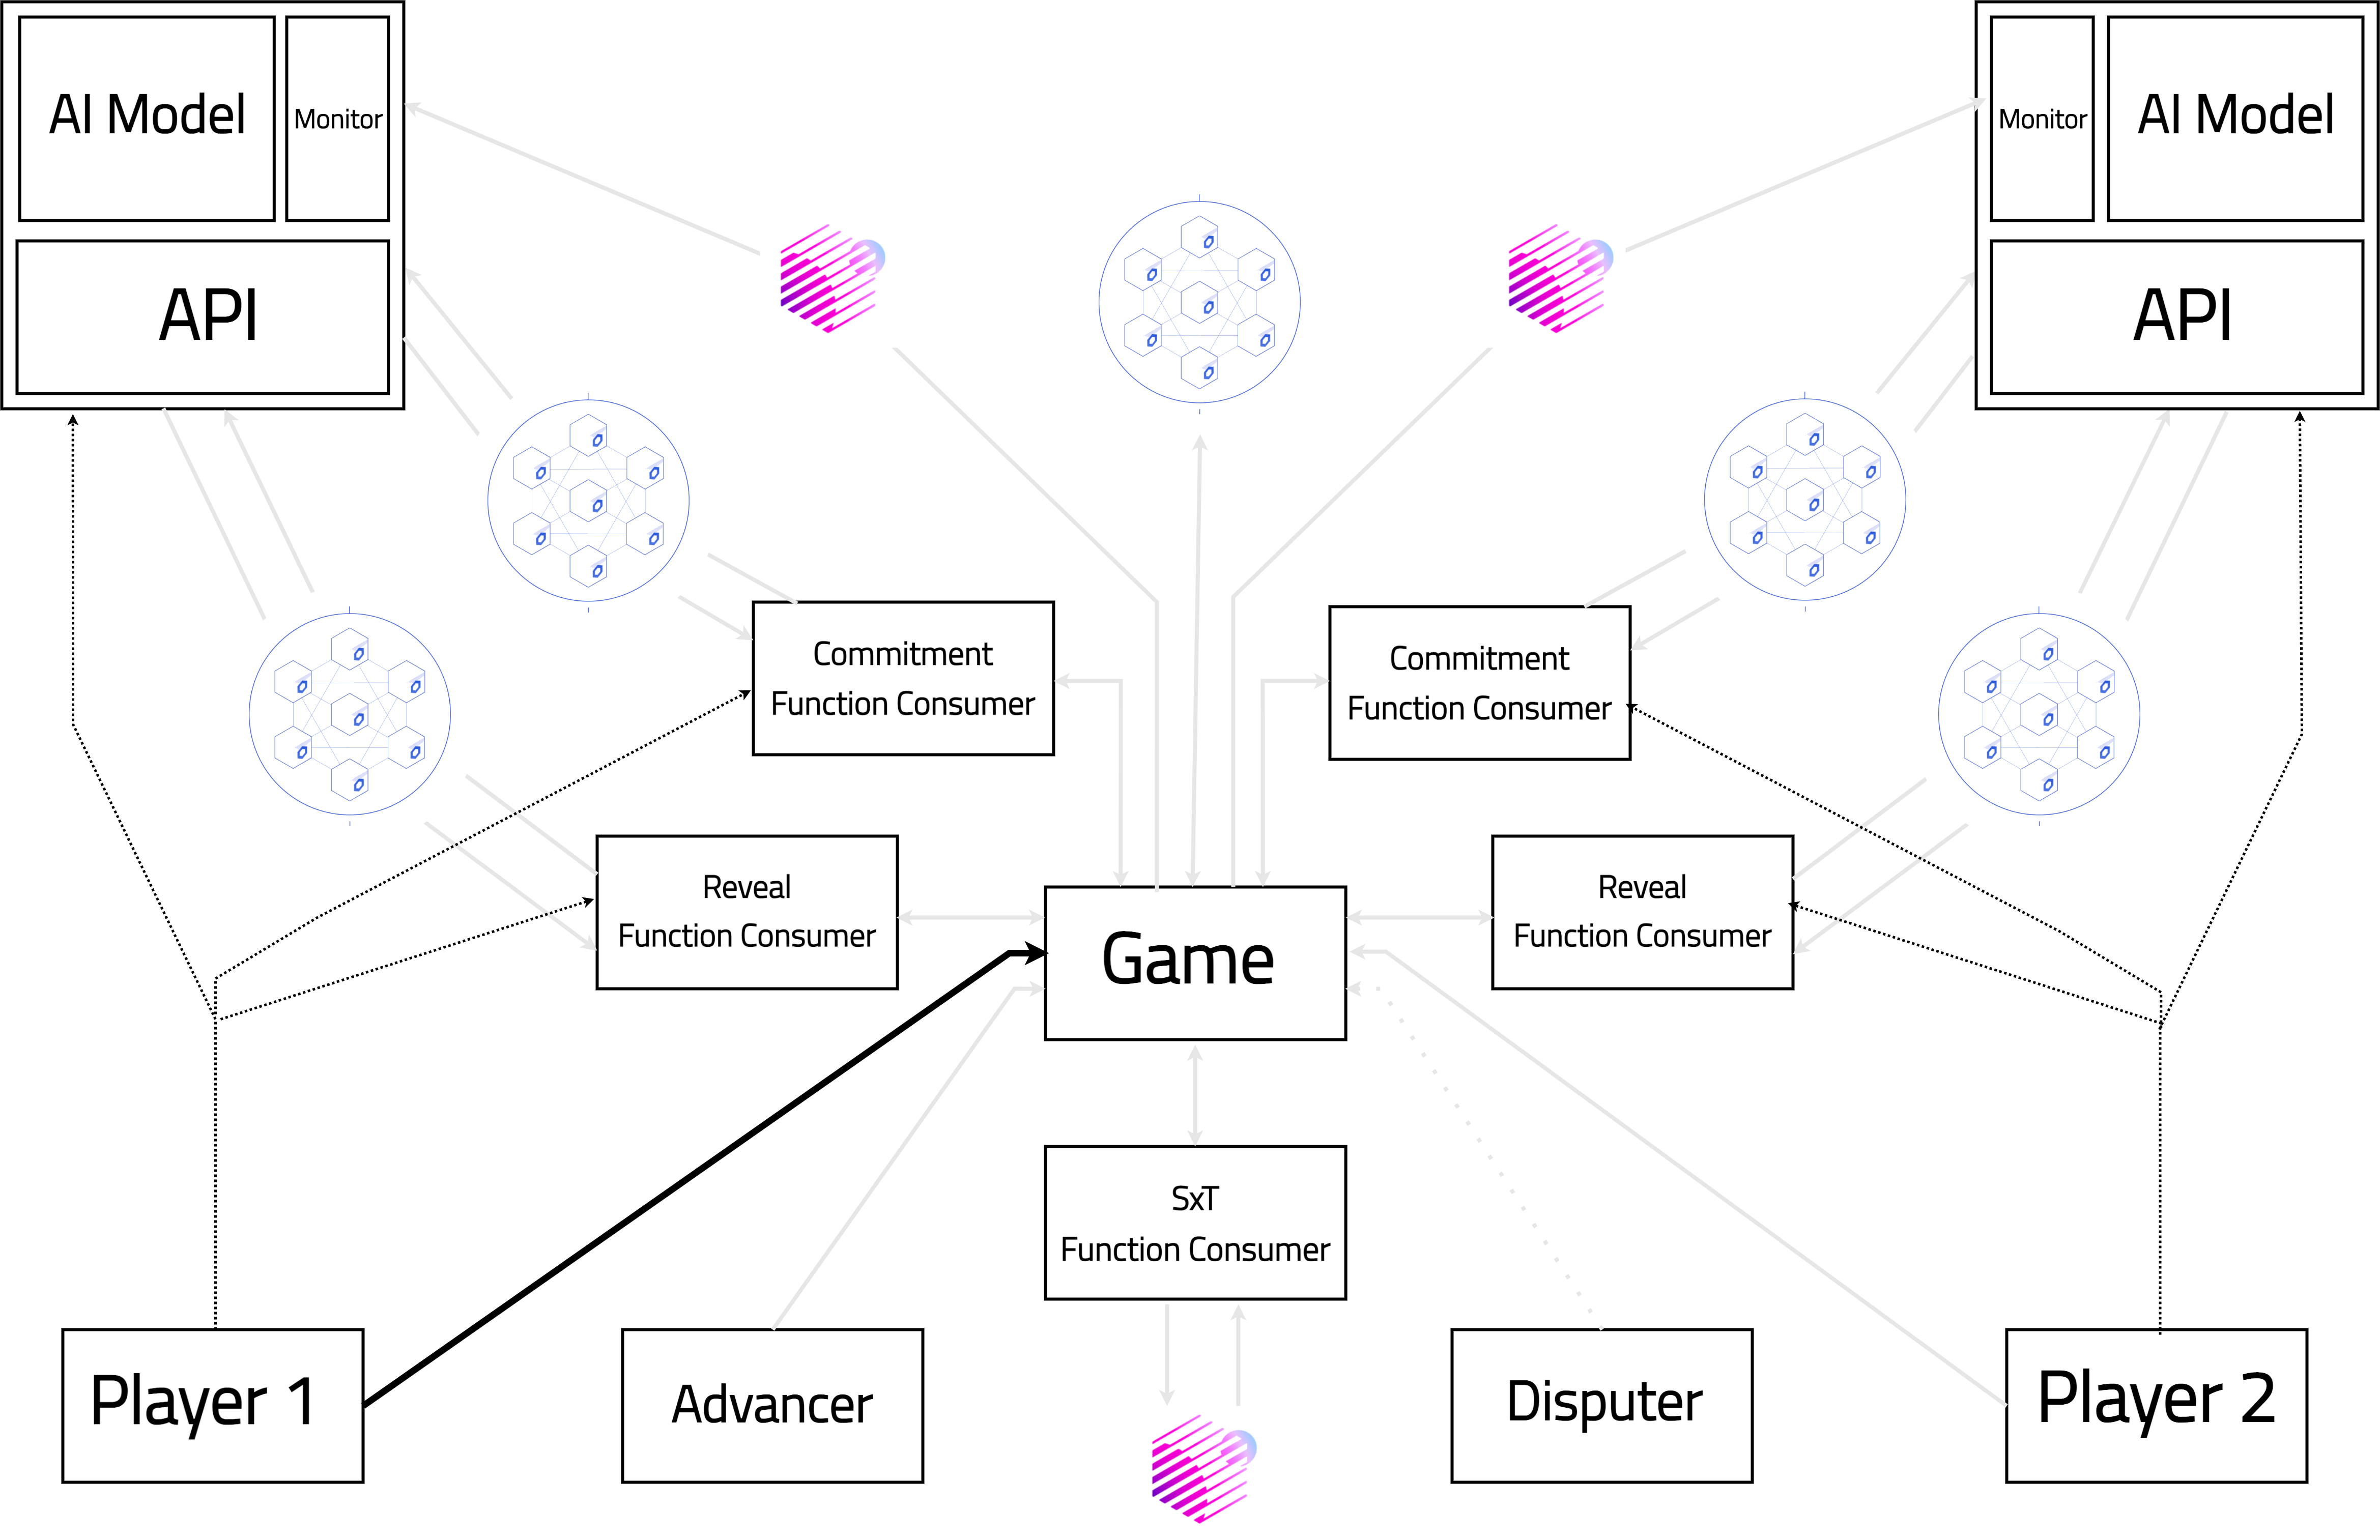 AI Model
Monitor
API
Monitor
AI Model
API
Commitment
Function Consumer
Commitment
Function Consumer
Reveal
Function Consumer
Game
Reveal
Function Consumer
SxT
Function Consumer
Player 1
Advancer
Disputer
Player 2